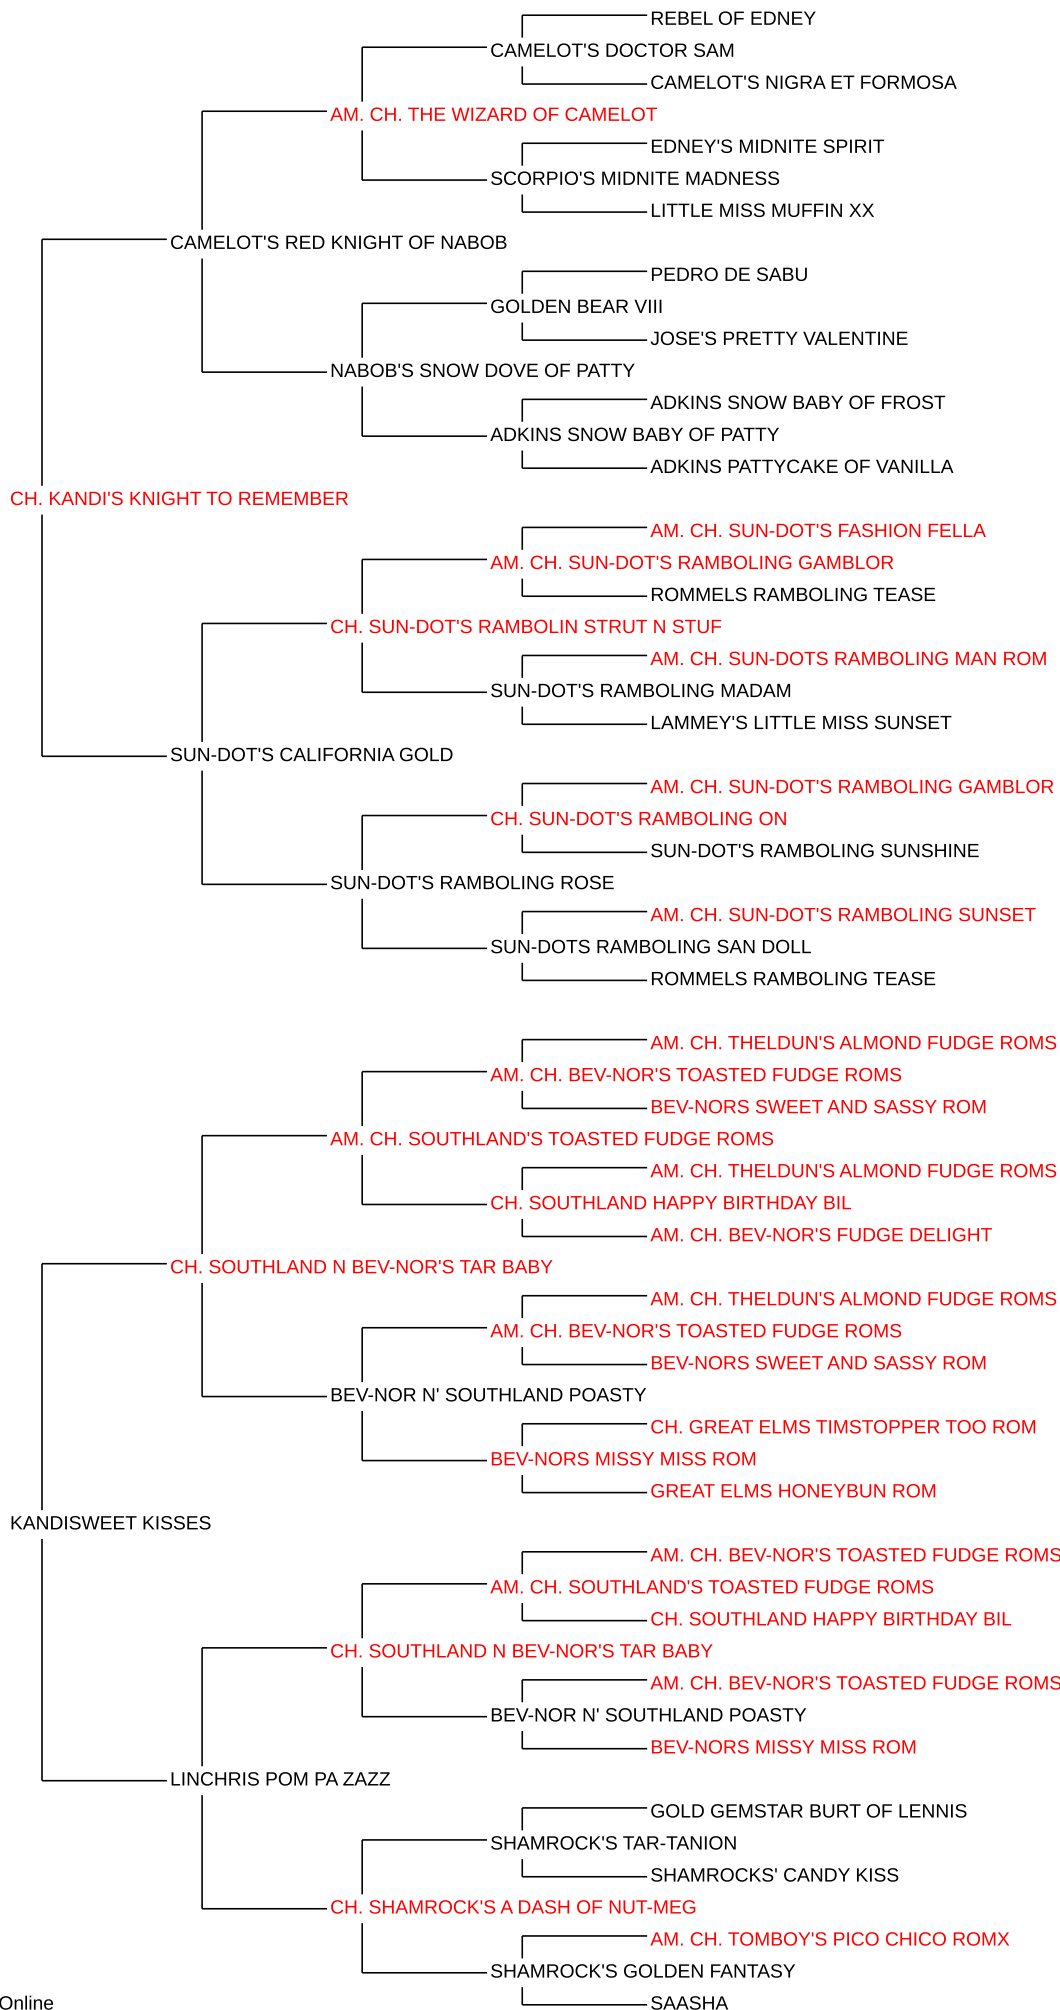 REBEL OF EDNEY
CAMELOT'S DOCTOR SAM
CAMELOT'S NIGRA ET FORMOSA
AM. CH. THE WIZARD OF CAMELOT
EDNEY'S MIDNITE SPIRIT
SCORPIO'S MIDNITE MADNESS
LITTLE MISS MUFFIN XX
CAMELOT'S RED KNIGHT OF NABOB
PEDRO DE SABU
GOLDEN BEAR VIII
JOSE'S PRETTY VALENTINE
NABOB'S SNOW DOVE OF PATTY
ADKINS SNOW BABY OF FROST
ADKINS SNOW BABY OF PATTY
ADKINS PATTYCAKE OF VANILLA
CH. KANDI'S KNIGHT TO REMEMBER
AM. CH. SUN-DOT'S FASHION FELLA
AM. CH. SUN-DOT'S RAMBOLING GAMBLOR
ROMMELS RAMBOLING TEASE
CH. SUN-DOT'S RAMBOLIN STRUT N STUF
AM. CH. SUN-DOTS RAMBOLING MAN ROM
SUN-DOT'S RAMBOLING MADAM
LAMMEY'S LITTLE MISS SUNSET
SUN-DOT'S CALIFORNIA GOLD
AM. CH. SUN-DOT'S RAMBOLING GAMBLOR
CH. SUN-DOT'S RAMBOLING ON
SUN-DOT'S RAMBOLING SUNSHINE
SUN-DOT'S RAMBOLING ROSE
AM. CH. SUN-DOT'S RAMBOLING SUNSET
SUN-DOTS RAMBOLING SAN DOLL
ROMMELS RAMBOLING TEASE
AM. CH. THELDUN'S ALMOND FUDGE ROMS
AM. CH. BEV-NOR'S TOASTED FUDGE ROMS
BEV-NORS SWEET AND SASSY ROM
AM. CH. SOUTHLAND'S TOASTED FUDGE ROMS
AM. CH. THELDUN'S ALMOND FUDGE ROMS
CH. SOUTHLAND HAPPY BIRTHDAY BIL
AM. CH. BEV-NOR'S FUDGE DELIGHT
CH. SOUTHLAND N BEV-NOR'S TAR BABY
AM. CH. THELDUN'S ALMOND FUDGE ROMS
AM. CH. BEV-NOR'S TOASTED FUDGE ROMS
BEV-NORS SWEET AND SASSY ROM
BEV-NOR N' SOUTHLAND POASTY
CH. GREAT ELMS TIMSTOPPER TOO ROM
BEV-NORS MISSY MISS ROM
GREAT ELMS HONEYBUN ROM
KANDISWEET KISSES
AM. CH. BEV-NOR'S TOASTED FUDGE ROMS
AM. CH. SOUTHLAND'S TOASTED FUDGE ROMS
CH. SOUTHLAND HAPPY BIRTHDAY BIL
CH. SOUTHLAND N BEV-NOR'S TAR BABY
AM. CH. BEV-NOR'S TOASTED FUDGE ROMS
BEV-NOR N' SOUTHLAND POASTY
BEV-NORS MISSY MISS ROM
LINCHRIS POM PA ZAZZ
GOLD GEMSTAR BURT OF LENNIS
SHAMROCK'S TAR-TANION
SHAMROCKS' CANDY KISS
CH. SHAMROCK'S A DASH OF NUT-MEG
AM. CH. TOMBOY'S PICO CHICO ROMX
SHAMROCK'S GOLDEN FANTASY
Online
SAASHA